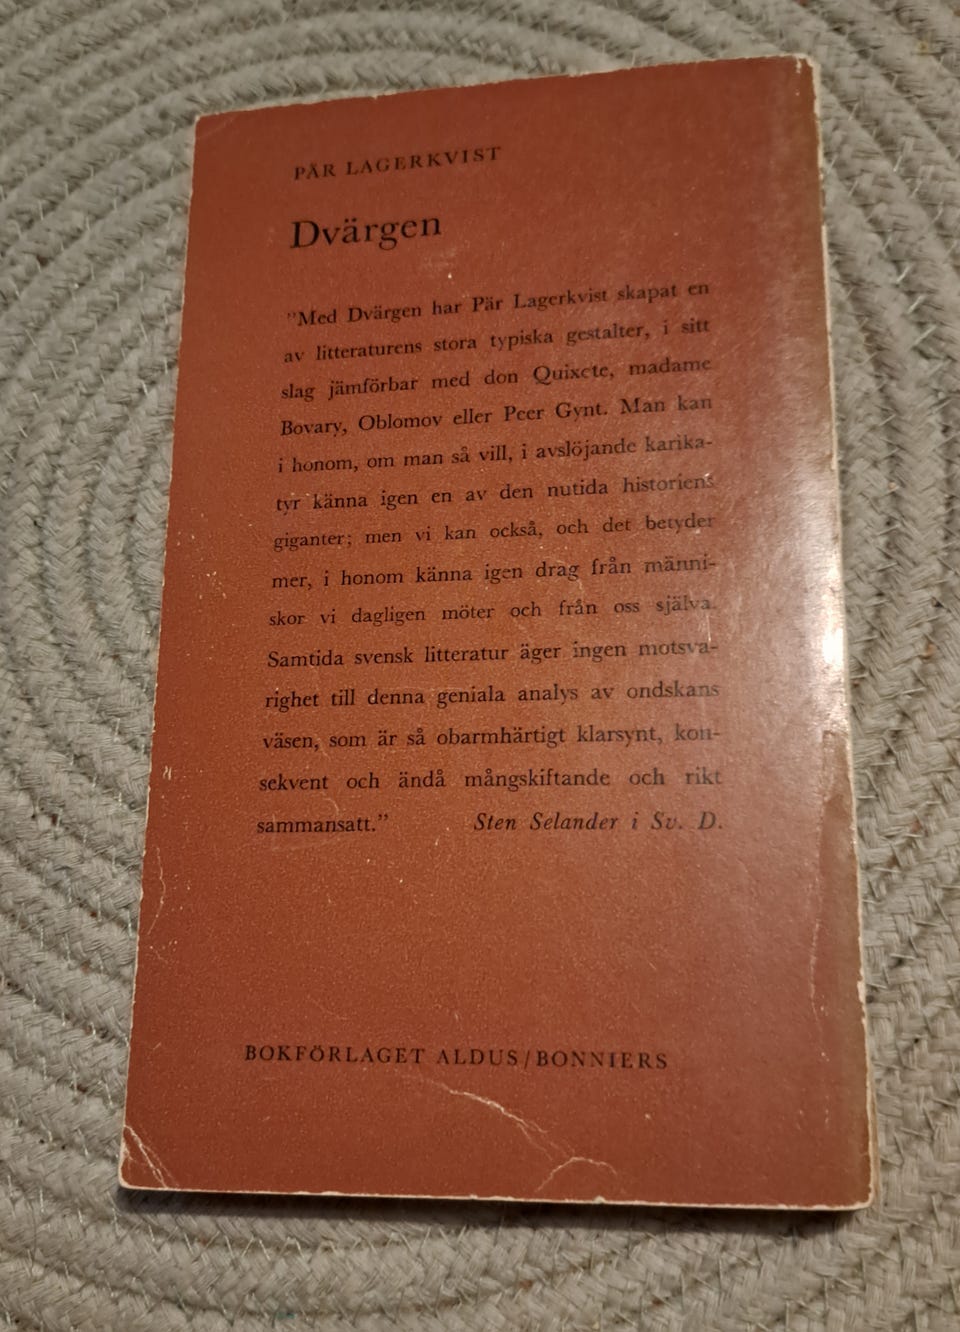 PÄR LAGERKVIST
Dvärgen
”Med Dvärgen har Pär Lagerkvist skapat en
av litteraturens stora typiska gestalter, i sitt
slag jämförbar med don Quixcte, madame
Bovary, Oblomov eller Peer Gynt. Man kan
i honom, om man så vill, i avslöjande karika-
tyr känna igen en av den nutida historiens
giganter; men vi kan också, och det betyder
mer, i honom känna igen drag från männi-
skor vi dagligen möter och från oss själva.
Samtida svensk litteratur äger ingen motsva-
righet till denna geniala analys av ondskans
väsen, som är så obarmhärtigt klarsynt, kon-
sekvent och ändå mångskiftande och rikt
sammansatt.” Sten Selander i Sv. D.
BOKFÖRLAGET ALDUS/BONNIERS